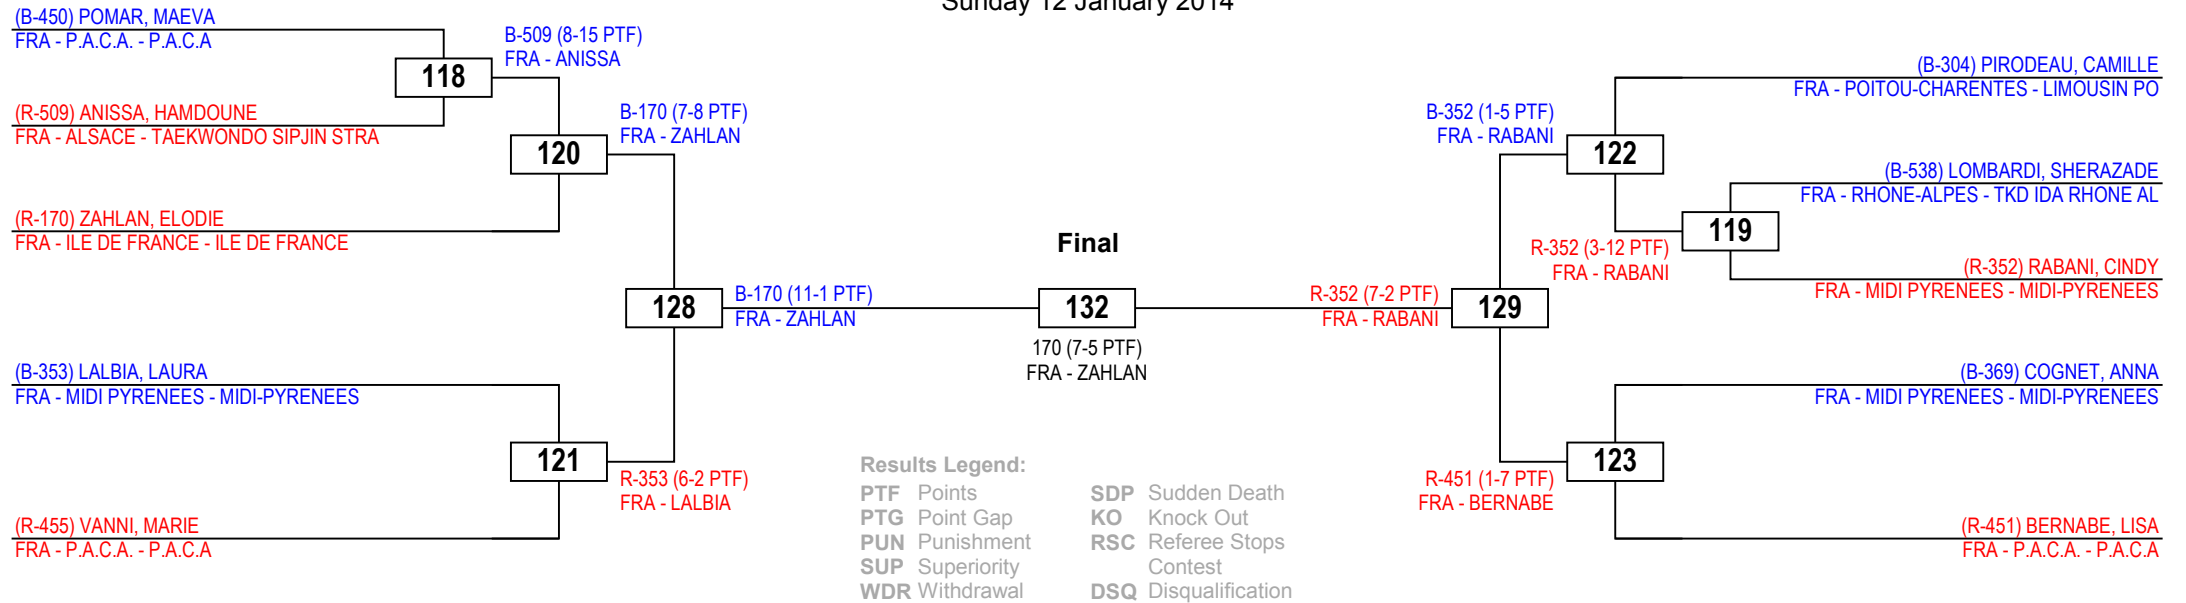 Sunday 12 January 2014
(B-450) POMAR, MAEVA
FRA - P.A.C.A. - P.A.C.A
B-509 (8-15 PTF)
FRA - ANISSA
118
(R-509) ANISSA, HAMDOUNE
FRA - ALSACE - TAEKWONDO SIPJIN STRA
B-170 (7-8 PTF)
FRA - ZAHLAN
120
(R-170) ZAHLAN, ELODIE
FRA - ILE DE FRANCE - ILE DE FRANCE
128
B-170 (11-1 PTF)
FRA - ZAHLAN
(B-353) LALBIA, LAURA
FRA - MIDI PYRENEES - MIDI-PYRENEES
121
R-353 (6-2 PTF)
FRA - LALBIA
(R-455) VANNI, MARIE
FRA - P.A.C.A. - P.A.C.A
Final
132
170 (7-5 PTF)
FRA - ZAHLAN
(B-304) PIRODEAU, CAMILLE
FRA - POITOU-CHARENTES - LIMOUSIN PO
B-352 (1-5 PTF)
FRA - RABANI
122
(B-538) LOMBARDI, SHERAZADE
FRA - RHONE-ALPES - TKD IDA RHONE AL
119
R-352 (3-12 PTF)
FRA - RABANI
(R-352) RABANI, CINDY
FRA - MIDI PYRENEES - MIDI-PYRENEES
R-352 (7-2 PTF)
FRA - RABANI
129
(B-369) COGNET, ANNA
FRA - MIDI PYRENEES - MIDI-PYRENEES
123
R-451 (1-7 PTF)
FRA - BERNABE
(R-451) BERNABE, LISA
FRA - P.A.C.A. - P.A.C.A
Results Legend:
PTF Points SDP Sudden Death
PTG Point Gap KO Knock Out
PUN Punishment RSC Referee Stops
SUP Superiority Contest
WDR Withdrawal DSQ Disqualification